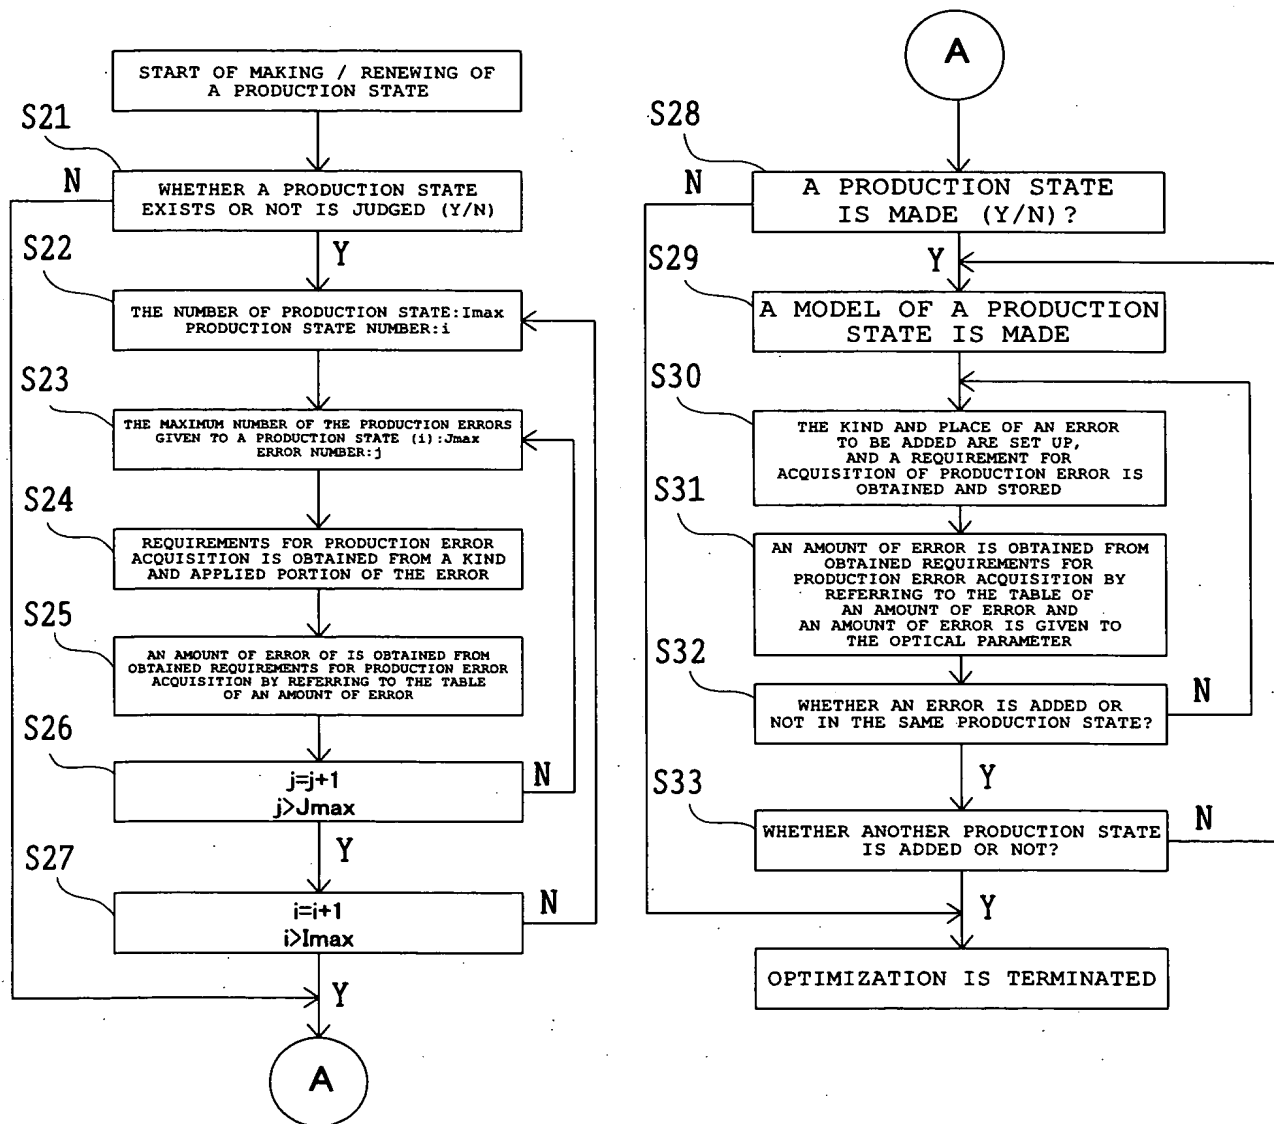 START OF MAKING / RENEWING OF
A PRODUCTION STATE
S21
N
WHETHER A PRODUCTION STATE
EXISTS OR NOT IS JUDGED (Y/N)
Y
S22
THE NUMBER OF PRODUCTION STATE:Imax
PRODUCTION STATE NUMBER:i
S23
THE MAXIMUM NUMBER OF THE PRODUCTION ERRORS
GIVEN TO A PRODUCTION STATE (i):Jmax
ERROR NUMBER:j
S24
REQUIREMENTS FOR PRODUCTION ERROR
ACQUISITION IS OBTAINED FROM A KIND
AND APPLIED PORTION OF THE ERROR
S25
AN AMOUNT OF ERROR OF IS OBTAINED FROM
OBTAINED REQUIREMENTS FOR PRODUCTION ERROR
ACQUISITION BY REFERRING TO THE TABLE
OF AN AMOUNT OF ERROR
S26
j=j+1
j>Jmax
N
Y
S27
i=i+1
i>Imax
N
Y
A
A
S28
N
A PRODUCTION STATE
IS MADE (Y/N)?
Y
S29
A MODEL OF A PRODUCTION
STATE IS MADE
S30
THE KIND AND PLACE OF AN ERROR
TO BE ADDED ARE SET UP,
AND A REQUIREMENT FOR
ACQUISITION OF PRODUCTION ERROR IS
OBTAINED AND STORED
S31
AN AMOUNT OF ERROR IS OBTAINED FROM
OBTAINED REQUIREMENTS FOR
PRODUCTION ERROR ACQUISITION BY
REFERRING TO THE TABLE OF
AN AMOUNT OF ERROR AND
AN AMOUNT OF ERROR IS GIVEN TO
THE OPTICAL PARAMETER
S32
WHETHER AN ERROR IS ADDED OR
NOT IN THE SAME PRODUCTION STATE?
N
Y
S33
WHETHER ANOTHER PRODUCTION STATE
IS ADDED OR NOT?
N
Y
OPTIMIZATION IS TERMINATED